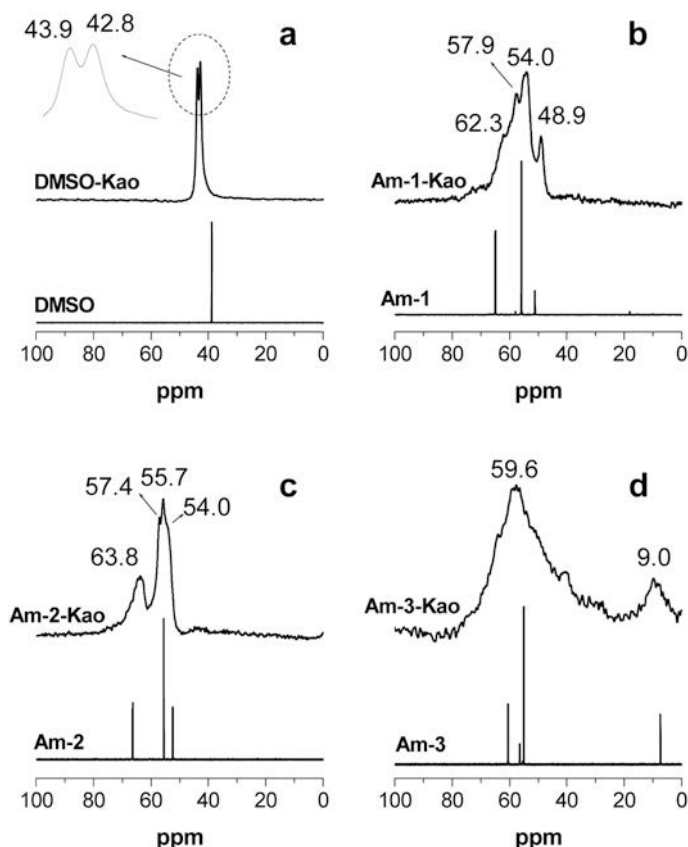 a
43.9 42.8
DMSO-Kao
DMSO
100 80 60 40 20 0
ppm
b
54.0
57.9
62.3
48.9
Am-1-Kao
Am-1
100 80 60 40 20 0
ppm
c
55.7
57.4
54.0
63.8
Am-2-Kao
Am-2
100 80 60 40 20 0
ppm
d
59.6
9.0
Am-3-Kao
Am-3
100 80 60 40 20 0
ppm